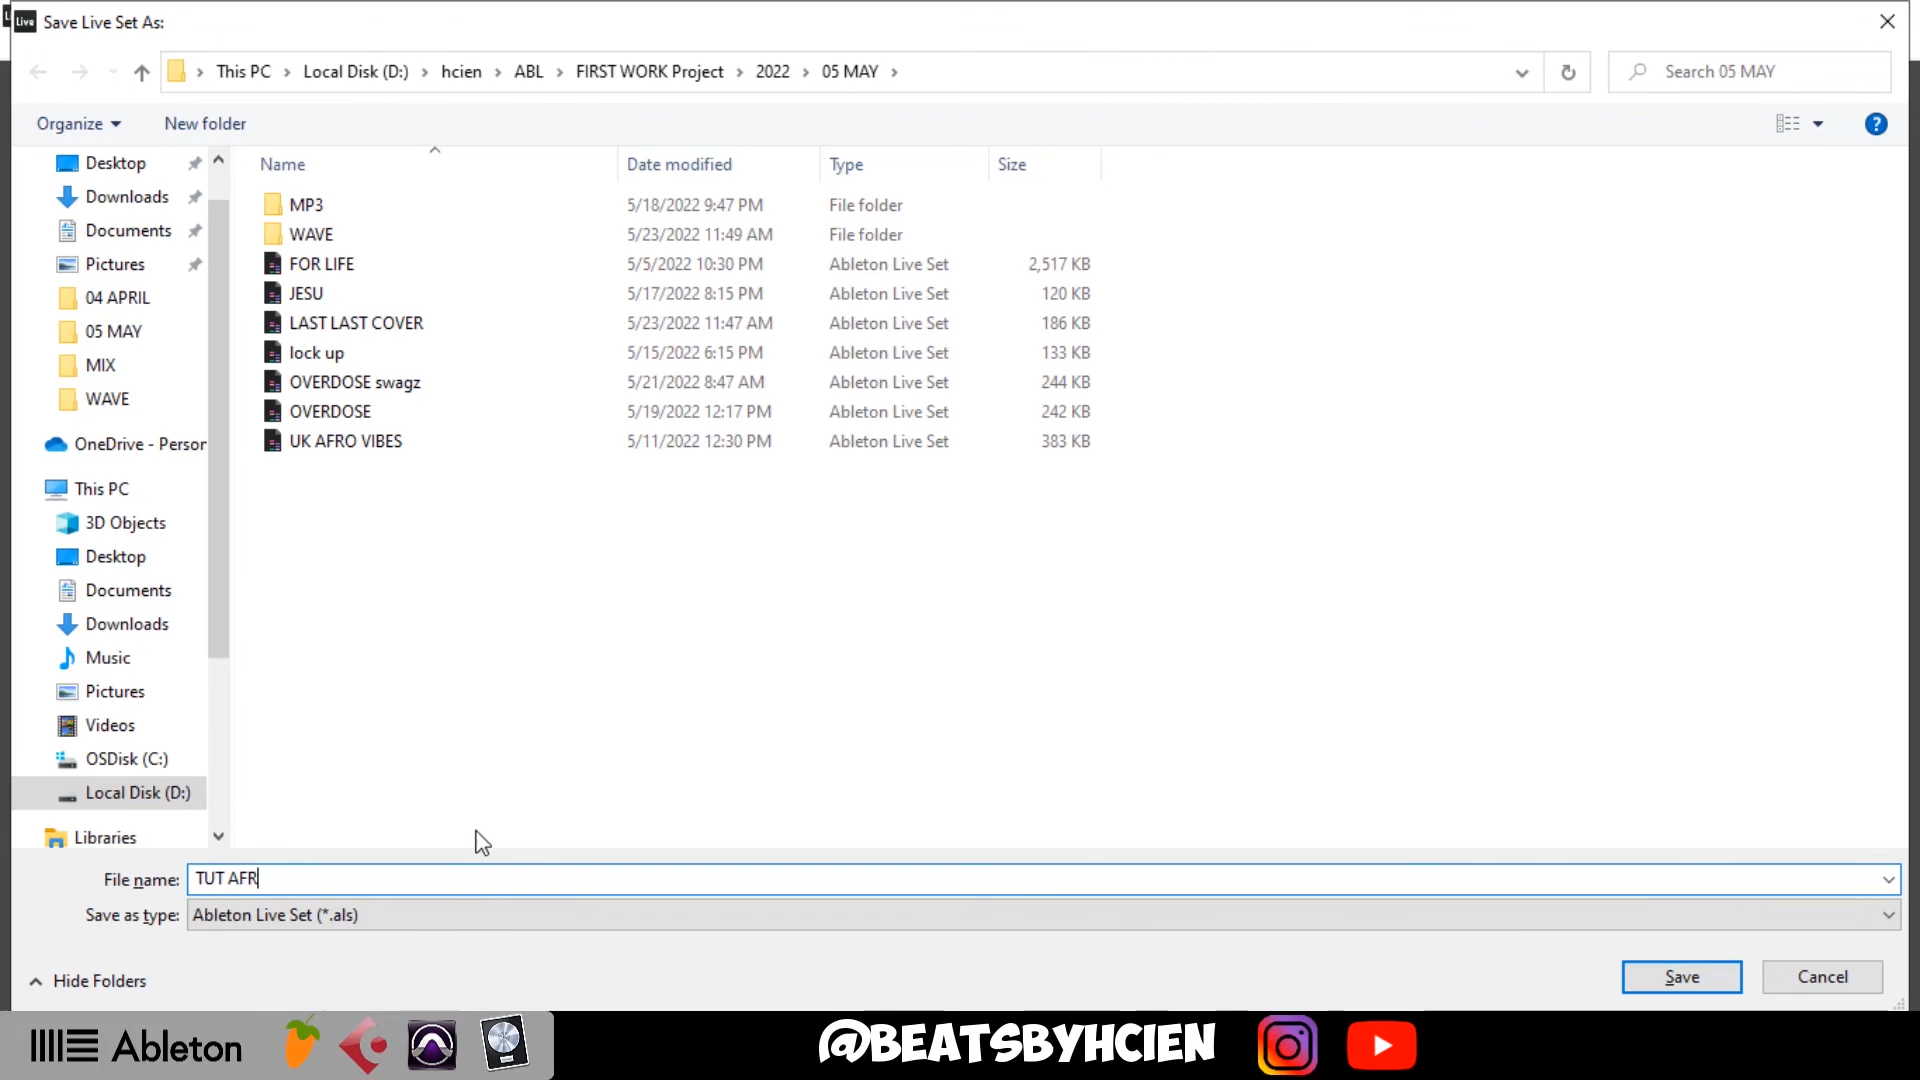 Live Save Live Set As:
This PC Local Disk (D:) hcien ABL FIRST WORK Project 2022 05 MAY Search 05 MAY
Organize New folder ?
Name Date modified Type Size
Desktop
Downloads
Documents
Pictures
04 APRIL
05 MAY
MIX
WAVE
OneDrive - Person
This PC
3D Objects
Desktop
Documents
Downloads
Music
Pictures
Videos
OSDisk (C:)
Local Disk (D:)
Libraries
MP3 5/18/2022 9:47 PM File folder
WAVE 5/23/2022 11:49 AM File folder
FOR LIFE 5/5/2022 10:30 PM Ableton Live Set 2,517 KB
JESU 5/17/2022 8:15 PM Ableton Live Set 120 KB
LAST LAST COVER 5/23/2022 11:47 AM Ableton Live Set 186 KB
lock up 5/15/2022 6:15 PM Ableton Live Set 133 KB
OVERDOSE swagz 5/21/2022 8:47 AM Ableton Live Set 244 KB
OVERDOSE 5/19/2022 12:17 PM Ableton Live Set 242 KB
UK AFRO VIBES 5/11/2022 12:30 PM Ableton Live Set 383 KB
File name: TUT AFR
Save as type: Ableton Live Set (*.als)
Hide Folders Save Cancel
Ableton @BEATSBYHCIEN